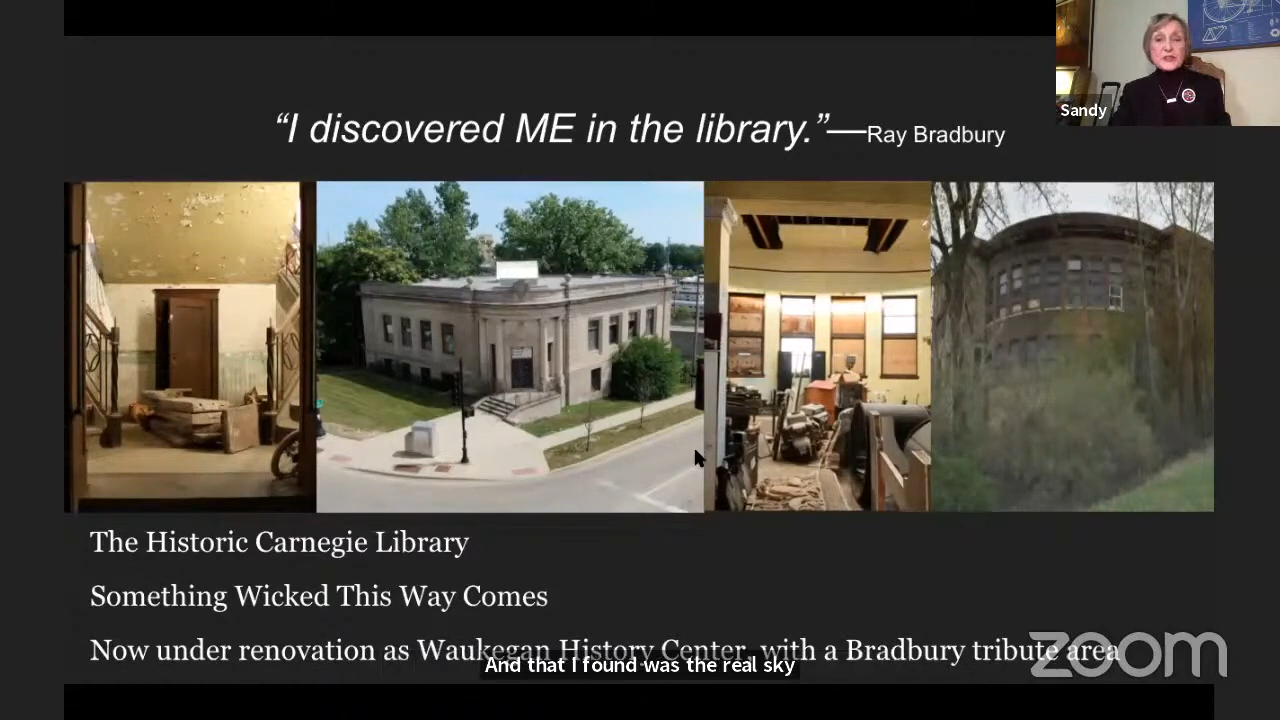 Sandy
“I discovered ME in the library.”—Ray Bradbury
The Historic Carnegie Library
Something Wicked This Way Comes
Now under renovation as Waukegan History Center, with a Bradbury tribute area
And that I found was the real sky
zoom